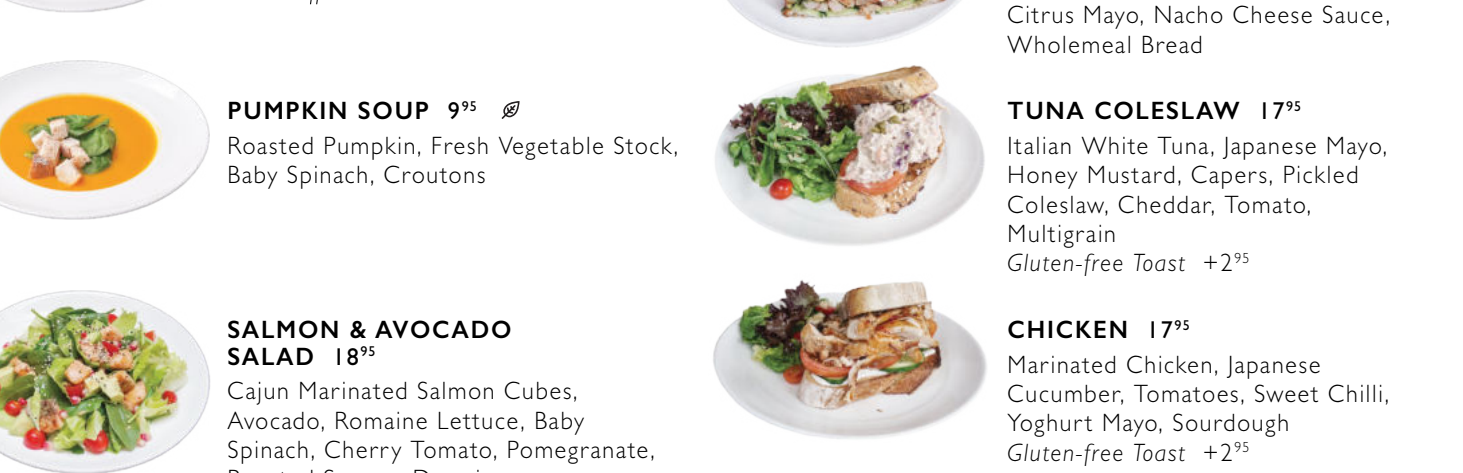 PUMPKIN SOUP 9⁹⁵
Roasted Pumpkin, Fresh Vegetable Stock,
Baby Spinach, Croutons
SALMON & AVOCADO
SALAD 18⁹⁵
Cajun Marinated Salmon Cubes,
Avocado, Romaine Lettuce, Baby
Spinach, Cherry Tomato, Pomegranate,
Citrus Mayo, Nacho Cheese Sauce,
Wholemeal Bread
TUNA COLESLAW 17⁹⁵
Italian White Tuna, Japanese Mayo,
Honey Mustard, Capers, Pickled
Coleslaw, Cheddar, Tomato,
Multigrain
Gluten-free Toast +2⁹⁵
CHICKEN 17⁹⁵
Marinated Chicken, Japanese
Cucumber, Tomatoes, Sweet Chilli,
Yoghurt Mayo, Sourdough
Gluten-free Toast +2⁹⁵